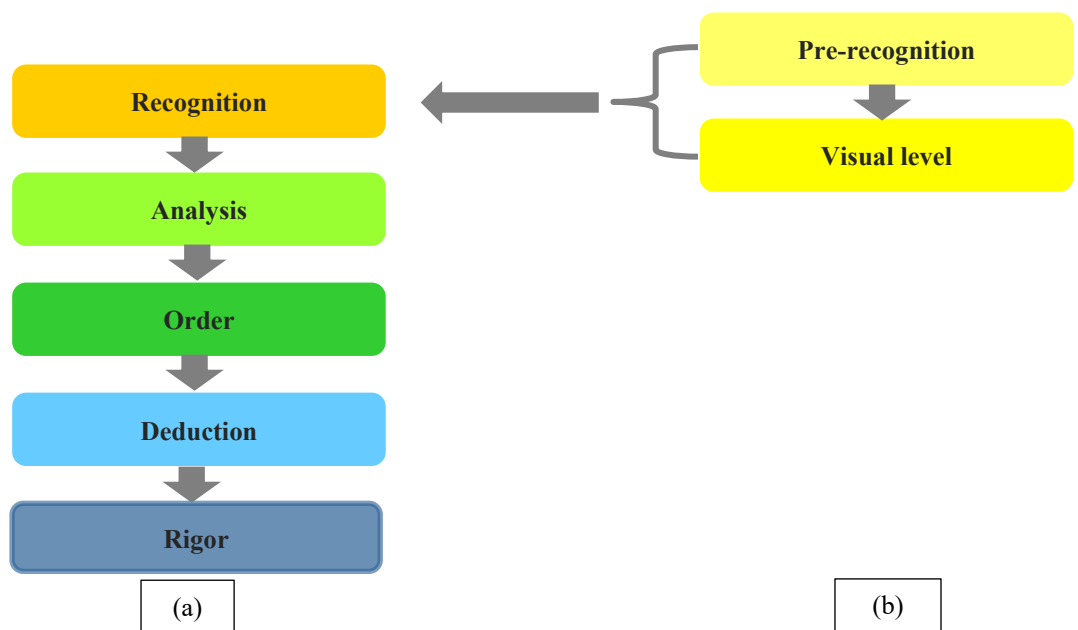 Recognition
Analysis
Order
Deduction
Rigor
(a)
Pre-recognition
Visual level
(b)